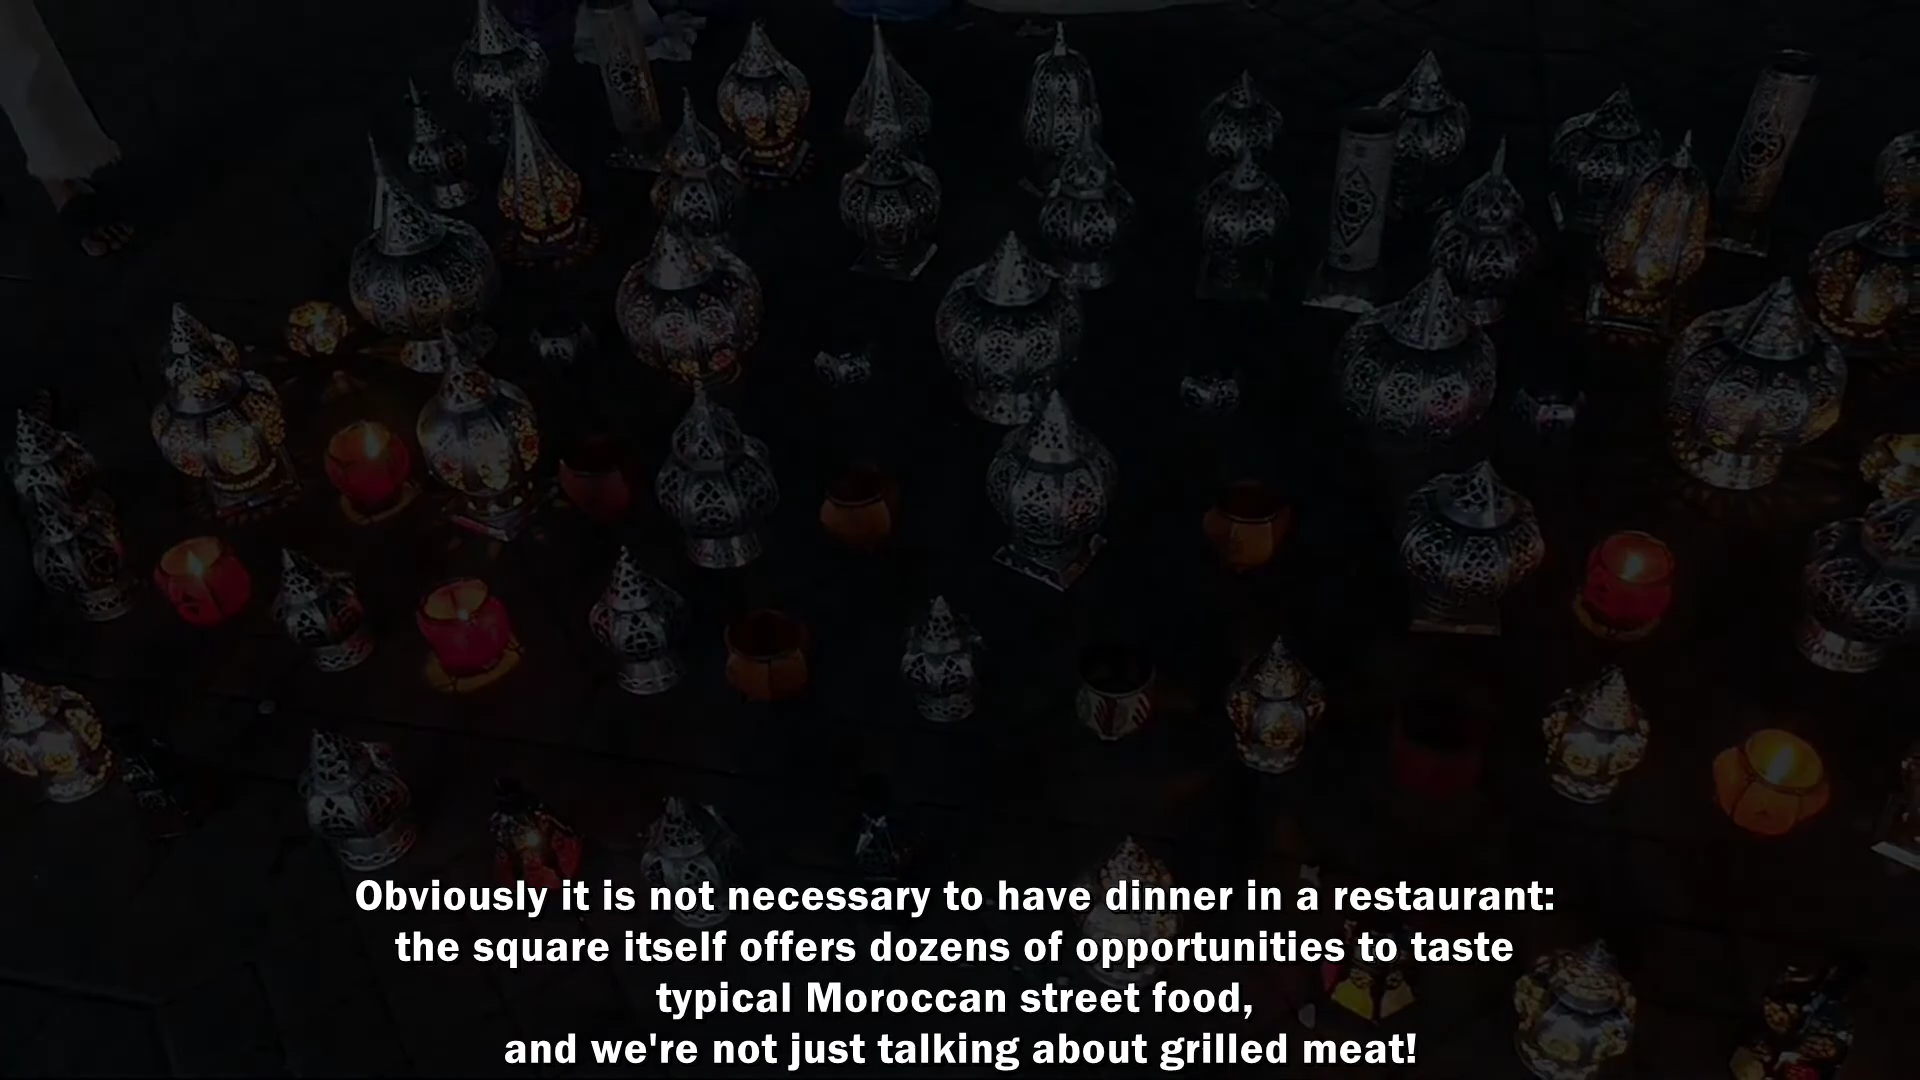 Obviously it is not necessary to have dinner in a restaurant:
the square itself offers dozens of opportunities to taste
typical Moroccan street food,
and we're not just talking about grilled meat!